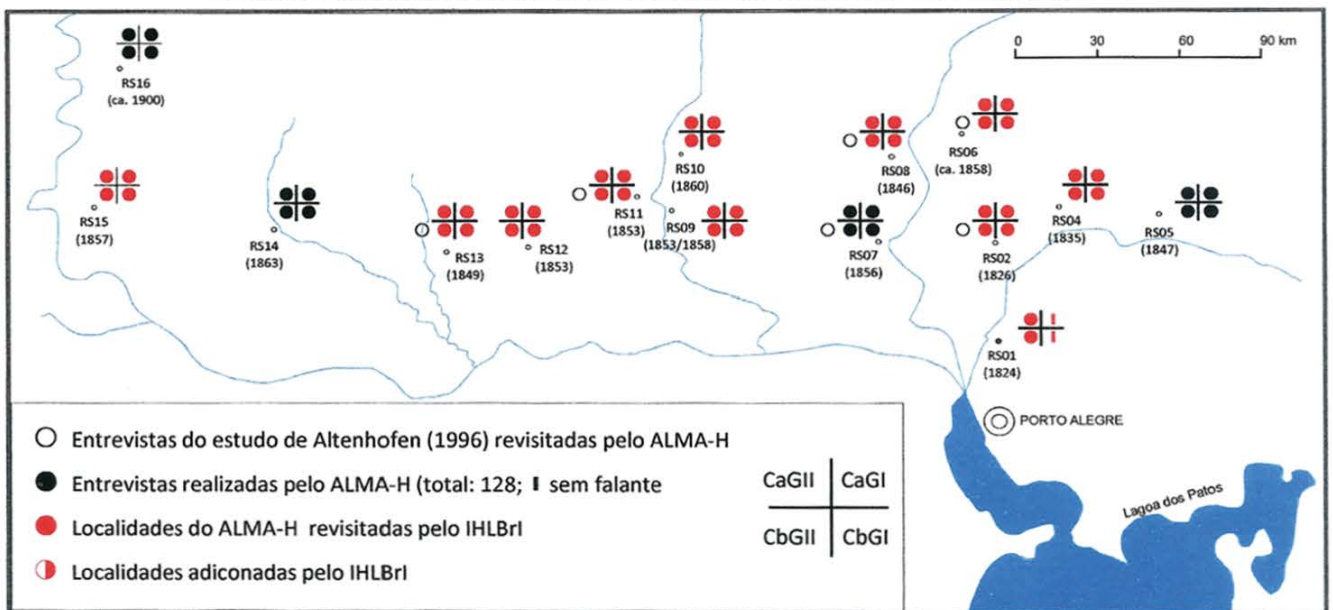 0 30 60 90 km
RS16
(ca. 1900)
RS10
(1860)
RS08
(1846)
RS06
(ca. 1858)
RS15
(1857)
RS14
(1863)
RS13
(1849)
RS12
(1853)
RS11
(1853)
RS09
(1853/1858)
RS07
(1856)
RS02
(1826)
RS04
(1835)
RS05
(1847)
RS01
(1824)
PORTO ALEGRE
Lagoa dos Patos
Entrevistas do estudo de Altenhofen (1996) revisitadas pelo ALMA-H
Entrevistas realizadas pelo ALMA-H (total: 128; sem falante
Localidades do ALMA-H revisitadas pelo IHLBrI
Localidades adiconadas pelo IHLBrI
CaGII CaGI
CbGII CbGI